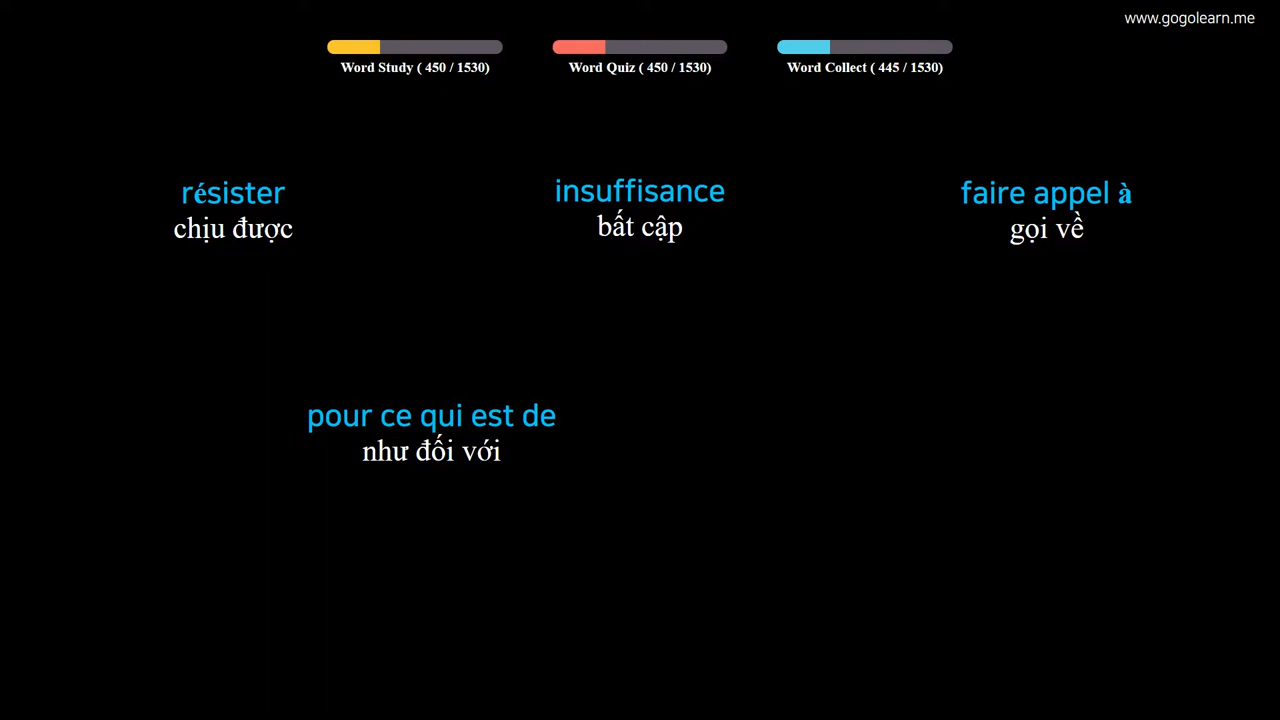 www.gogolearn.me
Word Study ( 450 / 1530)
Word Quiz ( 450 / 1530)
Word Collect ( 445 / 1530)
résister
chịu được
insuffisance
bất cập
faire appel à
gọi về
pour ce qui est de
như đối với